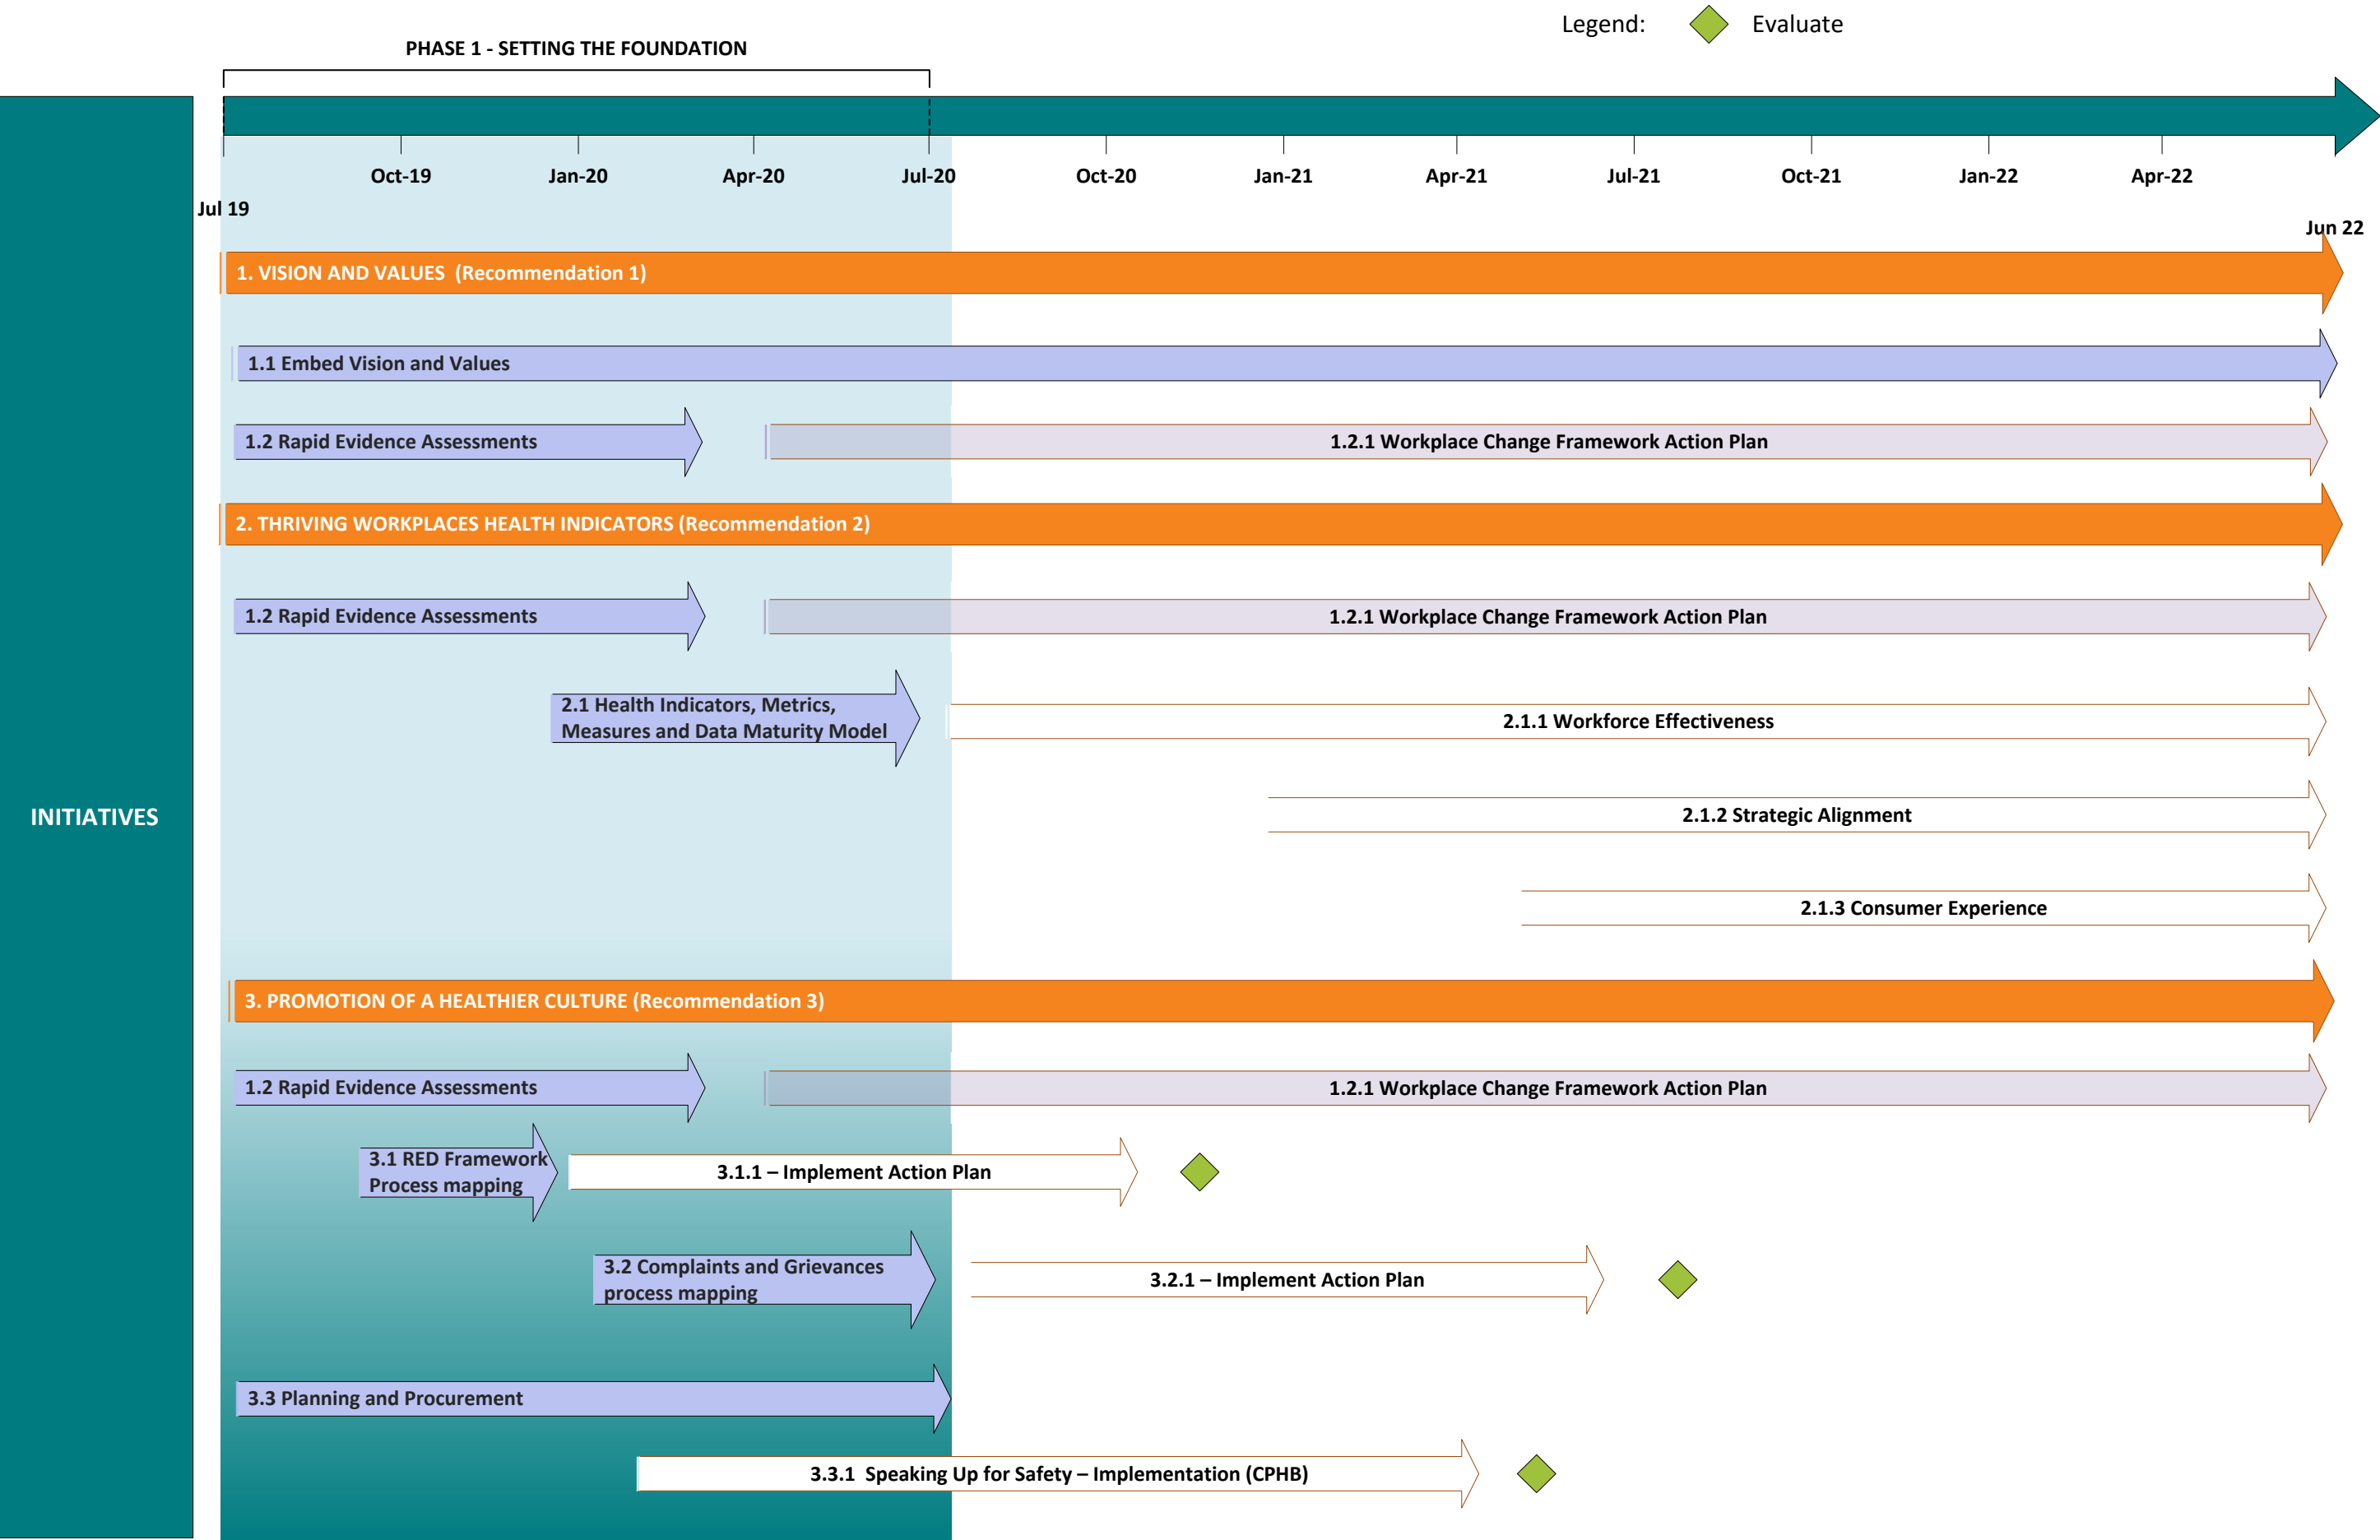 Legend: Evaluate
PHASE 1 - SETTING THE FOUNDATION
Oct-19 Jan-20 Apr-20 Jul-20 Oct-20 Jan-21 Apr-21 Jul-21 Oct-21 Jan-22 Apr-22
Jul 19
Jun 22
1. VISION AND VALUES (Recommendation 1)
1.1 Embed Vision and Values
1.2 Rapid Evidence Assessments
1.2.1 Workplace Change Framework Action Plan
2. THRIVING WORKPLACES HEALTH INDICATORS (Recommendation 2)
1.2 Rapid Evidence Assessments
1.2.1 Workplace Change Framework Action Plan
2.1 Health Indicators, Metrics,
Measures and Data Maturity Model
2.1.1 Workforce Effectiveness
INITIATIVES
2.1.2 Strategic Alignment
2.1.3 Consumer Experience
3. PROMOTION OF A HEALTHIER CULTURE (Recommendation 3)
1.2 Rapid Evidence Assessments
1.2.1 Workplace Change Framework Action Plan
3.1 RED Framework
Process mapping
3.1.1 – Implement Action Plan
3.2 Complaints and Grievances
process mapping
3.2.1 – Implement Action Plan
3.3 Planning and Procurement
3.3.1 Speaking Up for Safety – Implementation (CPHB)